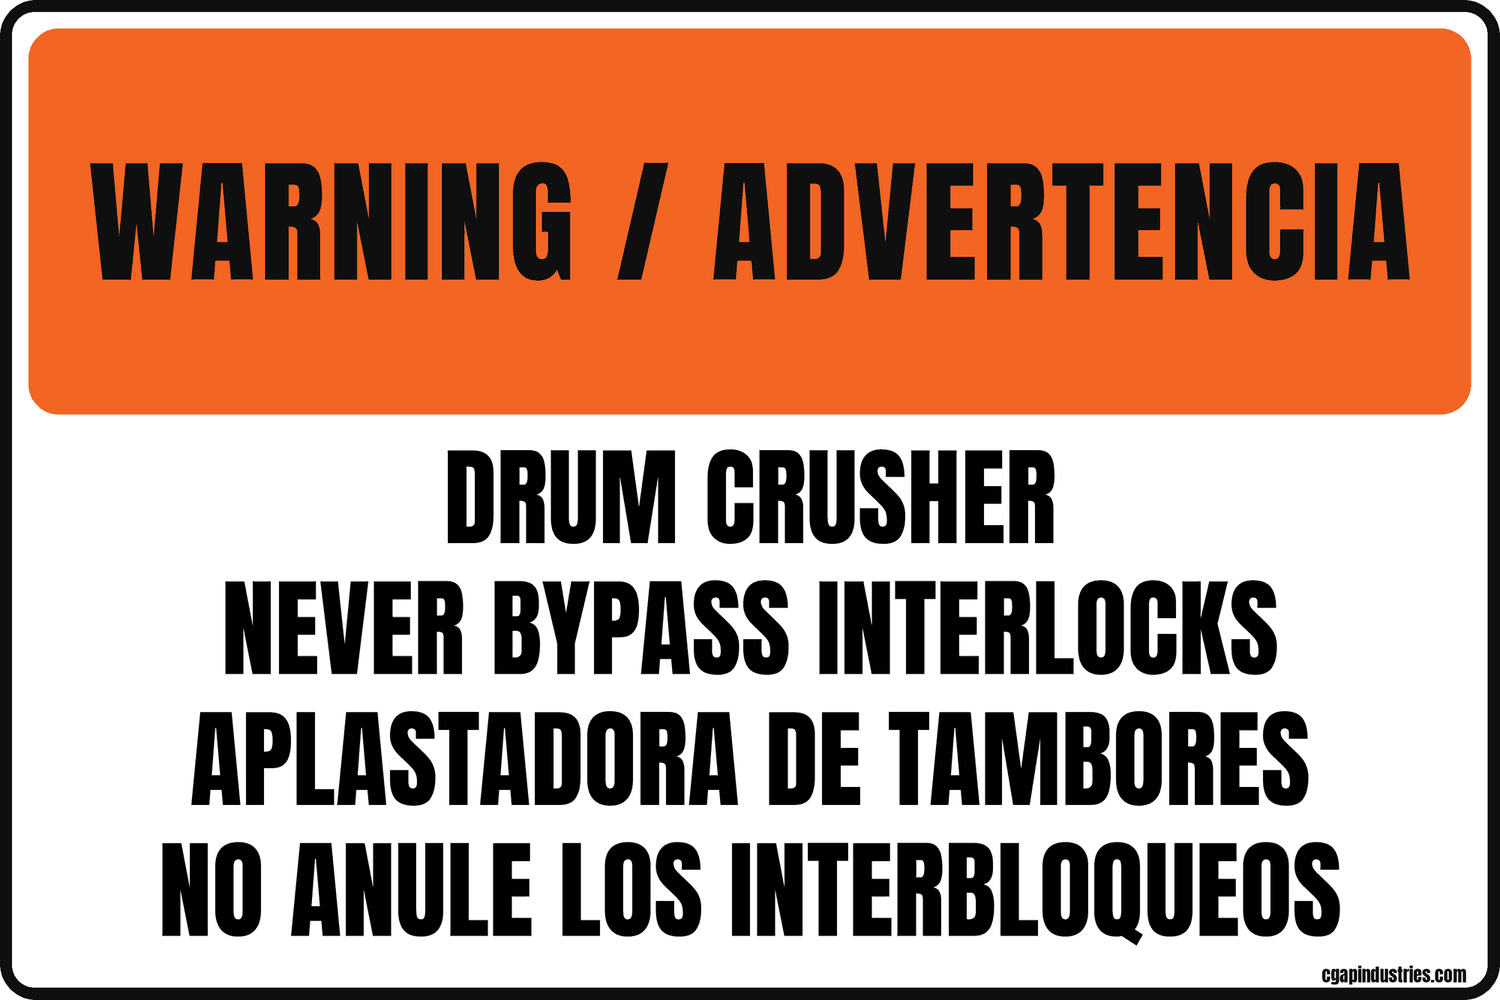 WARNING / ADVERTENCIA
DRUM CRUSHER
NEVER BYPASS INTERLOCKS
APLASTADORA DE TAMBORES
NO ANULE LOS INTERBLOQUEOS
cgapindustries.com